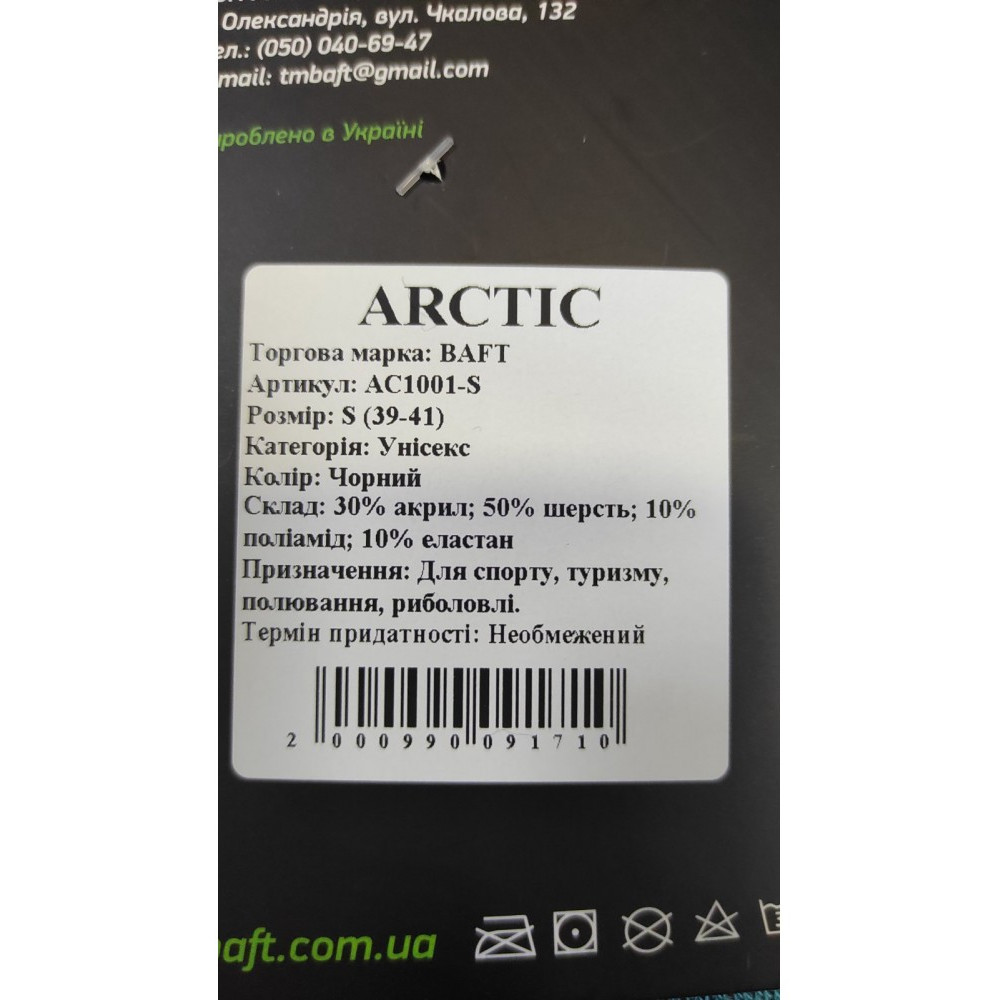 Олександрія, вул. Чкалова, 132
ел.: (050) 040-69-47
mail: tmbaft@gmail.com
ироблено в Україні
ARCTIC
Торгова марка: BAFT
Артикул: AC1001-S
Розмір: S (39-41)
Категорія: Унісекс
Колір: Чорний
Склад: 30% акрил; 50% шерсть; 10%
поліамід; 10% еластан
Призначення: Для спорту, туризму,
полювання, риболовлі.
Термін придатності: Необмежений
2 000990 091710
baft.com.ua